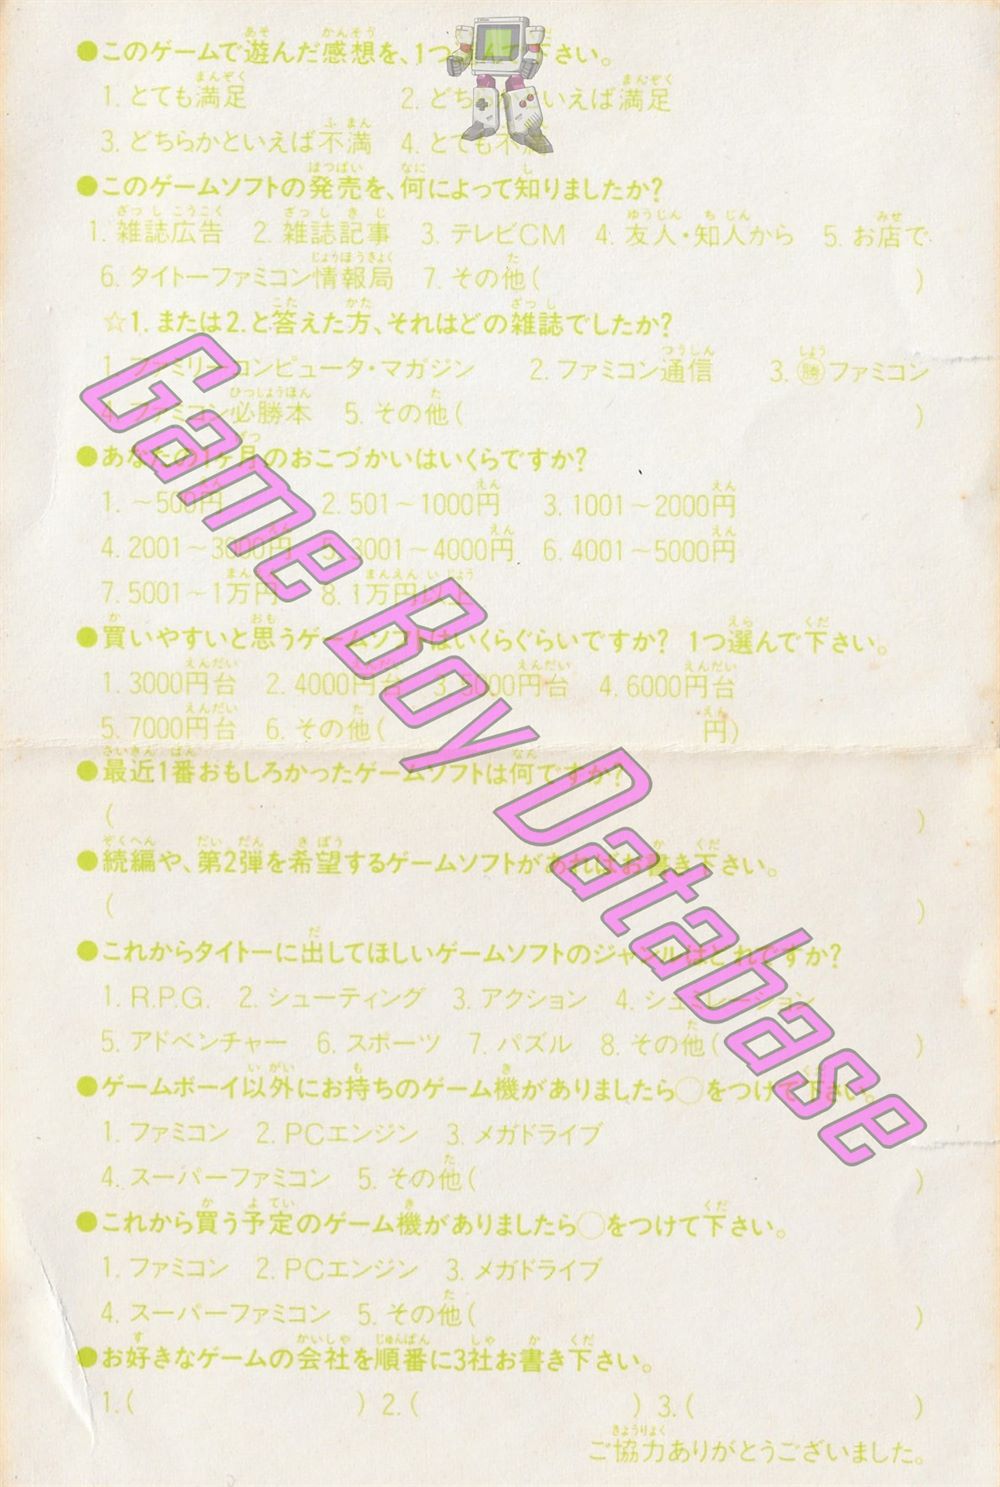 ●このゲームで遊んだ感想を、1つ選んで下さい。
1. とても満足 2. どちらかといえば満足
3. どちらかといえば不満 4. とても不満
●このゲームソフトの発売を、何によって知りましたか?
1. 雑誌広告 2. 雑誌記事 3. テレビCM 4. 友人・知人から 5. お店で
6. タイトーファミコン情報局 7. その他( )
☆1. または2. と答えた方、それはどの雑誌でしたか?
1. ファミリーコンピュータ・マガジン 2. ファミコン通信 3. ㊝ファミコン
4. ファミコン必勝本 5. その他( )
●あなたの1ヶ月のおこづかいはいくらですか?
1. ～500円 2. 501～1000円 3. 1001～2000円
4. 2001～3000円 5. 3001～4000円 6. 4001～5000円
7. 5001～1万円 8. 1万円以上
●買いやすいと思うゲームソフトはいくらぐらいですか? 1つ選んで下さい。
1. 3000円台 2. 4000円台 3. 5000円台 4. 6000円台
5. 7000円台 6. その他( 円)
●最近1番おもしろかったゲームソフトは何ですか?
( )
●続編や、第2弾を希望するゲームソフトがあればお書き下さい。
( )
●これからタイトーに出してほしいゲームソフトのジャンルはどれですか?
1. R.P.G. 2. シューティング 3. アクション 4. シュミレーション
5. アドベンチャー 6. スポーツ 7. パズル 8. その他( )
●ゲームボーイ以外にお持ちのゲーム機がありましたら○をつけて下さい。
1. ファミコン 2. PCエンジン 3. メガドライブ
4. スーパーファミコン 5. その他( )
●これから買う予定のゲーム機がありましたら○をつけて下さい。
1. ファミコン 2. PCエンジン 3. メガドライブ
4. スーパーファミコン 5. その他( )
●お好きなゲームの会社を順番に3社お書き下さい。
1. ( ) 2. ( ) 3. ( )
ご協力ありがとうございました。
Game Boy Database